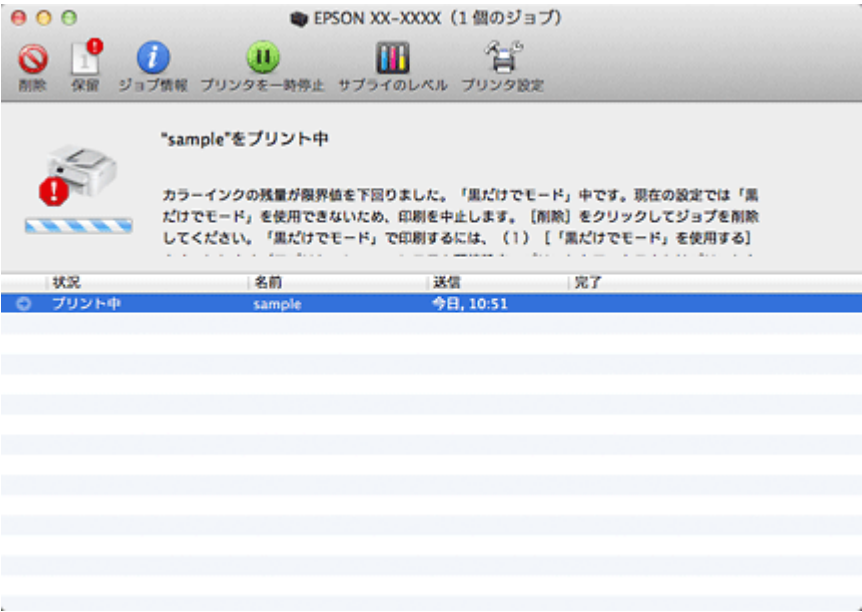 EPSON XX-XXXX（1 個のジョブ）
削除 保留 ジョブ情報 プリンタを一時停止 サプライのレベル プリンタ設定
“sample”をプリント中
カラーインクの残量が限界値を下回りました。「黒だけでモード」中です。現在の設定では「黒
だけでモード」を使用できないため、印刷を中止します。［削除］をクリックしてジョブを削除
してください。「黒だけでモード」で印刷するには、（1）［「黒だけでモード」を使用する］
状況 名前 送信 完了
プリント中 sample 今日, 10:51